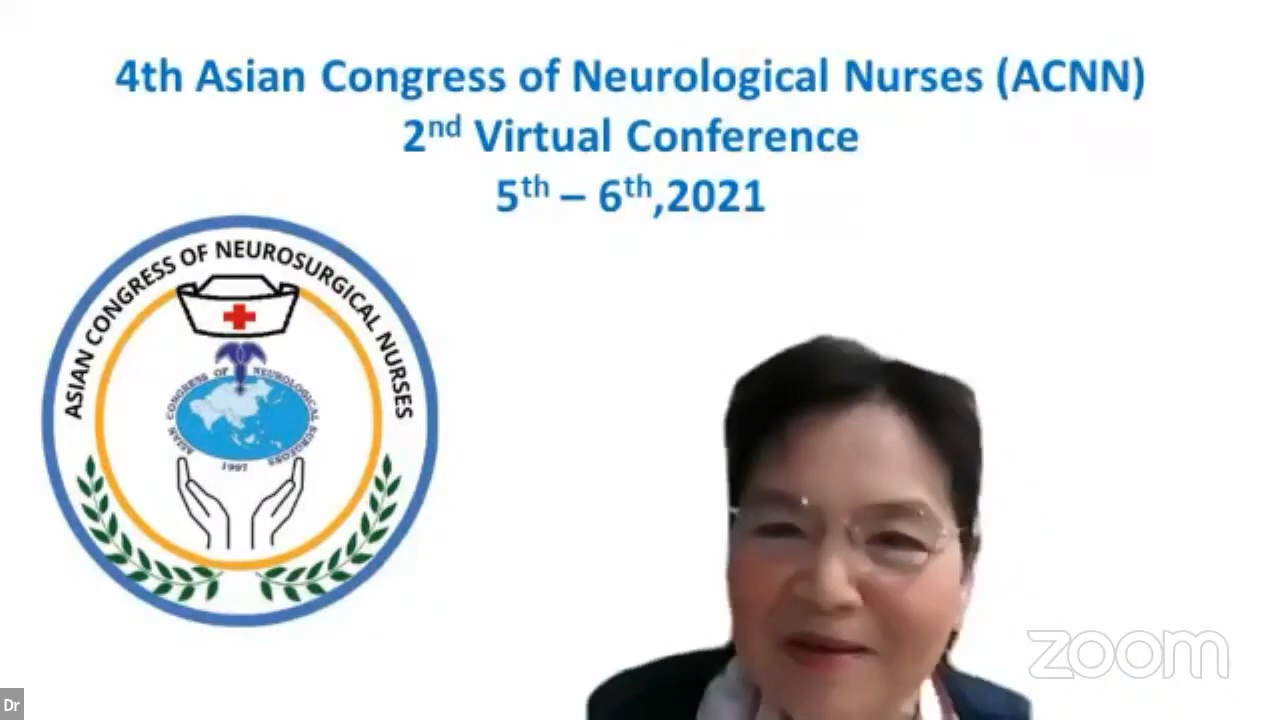 4th Asian Congress of Neurological Nurses (ACNN)
2nd Virtual Conference
5th – 6th,2021
ASIAN CONGRESS OF NEUROSURGICAL NURSES
ASIAN CONGRESS OF NEUROLOGICAL SURGEONS
1997
zoom
Dr